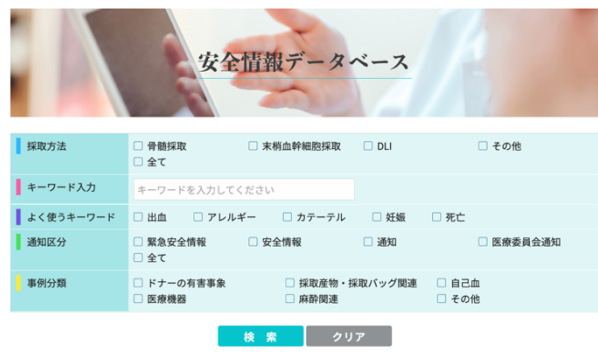 安全情報データベース
採取方法
骨髄採取 末梢血幹細胞採取 DLI その他
全て
キーワード入力 キーワードを入力してください
よく使うキーワード 出血 アレルギー カテーテル 妊娠 死亡
通知区分 緊急安全情報 安全情報 通知 医療委員会通知
全て
事例分類 ドナーの有害事象 採取産物・採取バッグ関連 自己血
医療機器 麻酔関連 その他
検 索 クリア